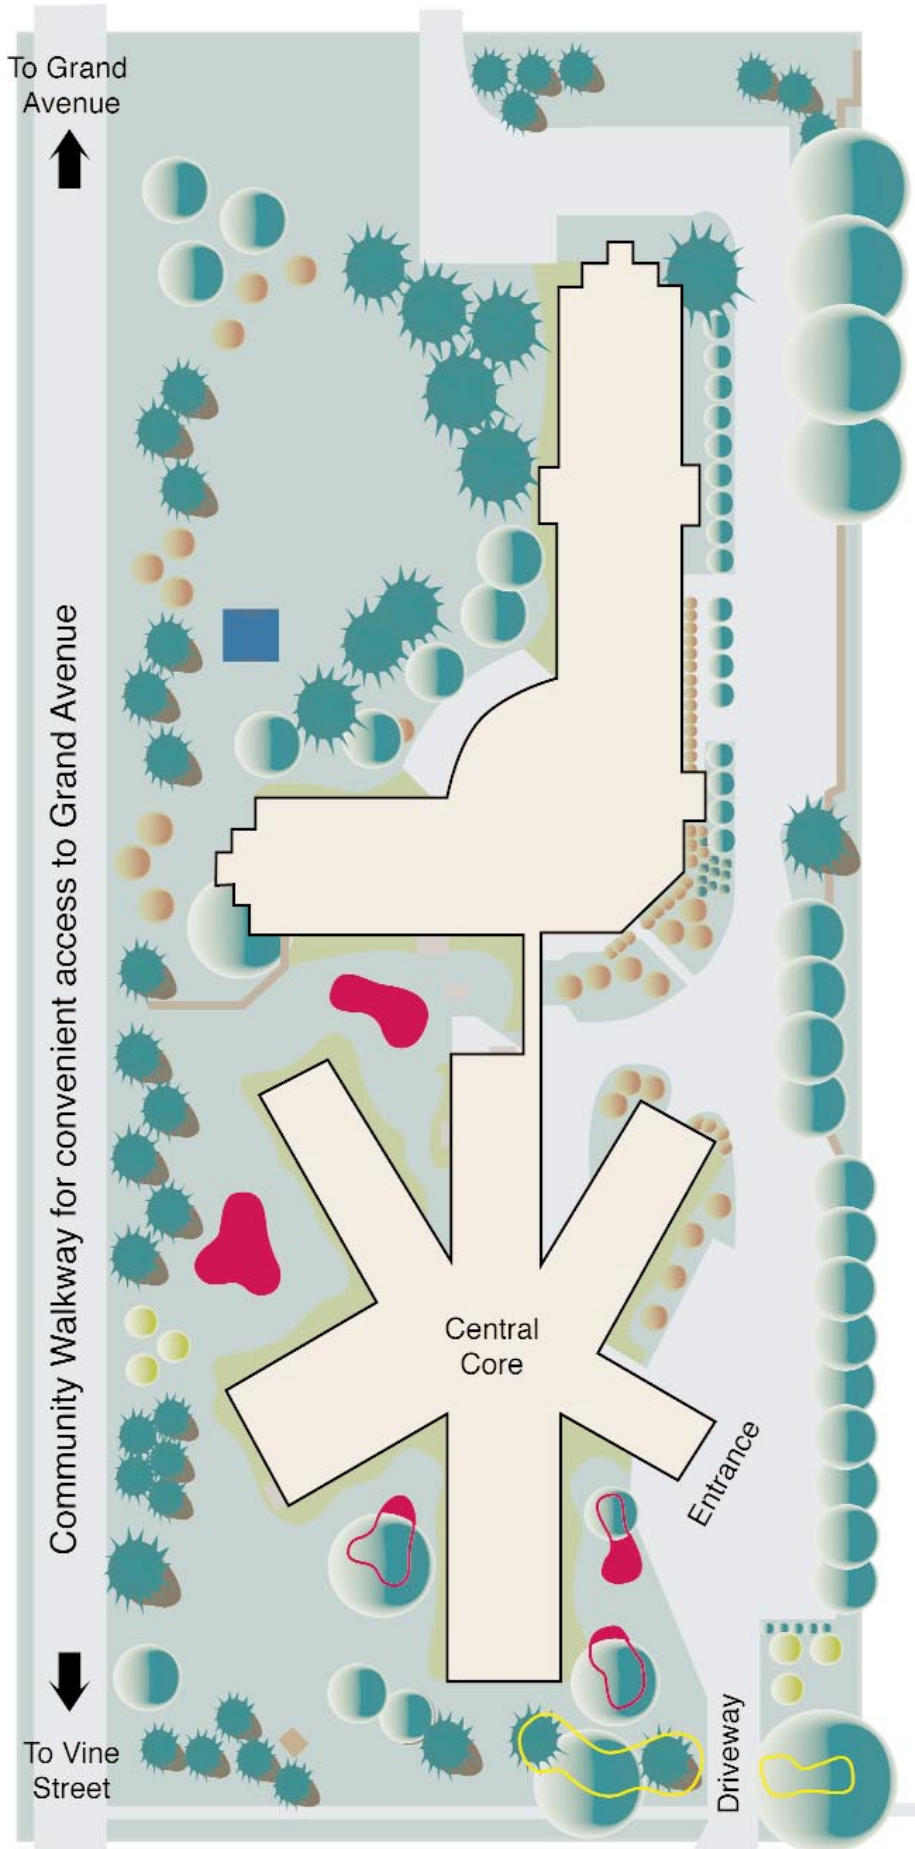 To Grand
Avenue
Community Walkway for convenient access to Grand Avenue
Central
Core
Entrance
Driveway
To Vine
Street